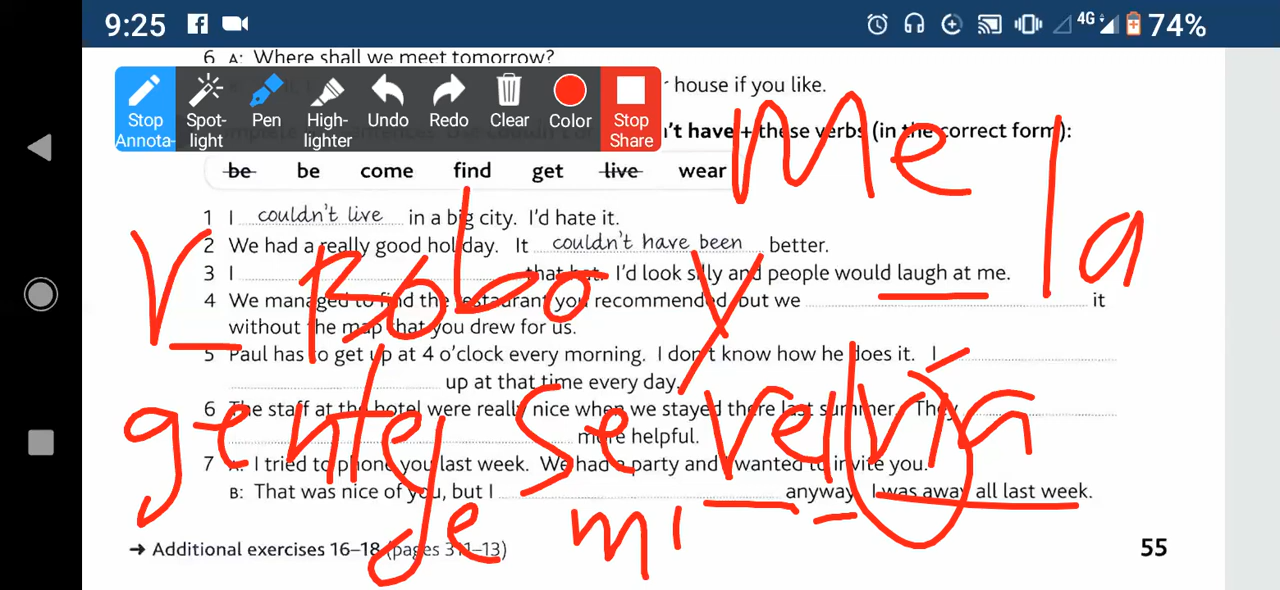 9:25
4G 74%
6 A: Where shall we meet tomorrow?
house if you like.
Stop Annota- Spot-light Pen High-lighter Undo Redo Clear Color Stop Share
't have + these verbs (in the correct form):
be be come find get live wear
Me la
1 I couldn't live in a big city. I'd hate it.
2 We had a really good holiday. It couldn't have been better.
V Bobo y
3 I that hat. I'd look silly and people would laugh at me.
4 We managed to find the restaurant you recommended, but we it
without the map that you drew for us.
5 Paul has to get up at 4 o'clock every morning. I don't know how he does it. I
up at that time every day.
gente se
6 The staff at the hotel were really nice when we stayed there last summer. They
more helpful.
7 A: I tried to phone you last week. We had a party and I wanted to invite you.
B: That was nice of you, but I anyway. I was away all last week.
de mi
→ Additional exercises 16–18 (pages 311–13)
55